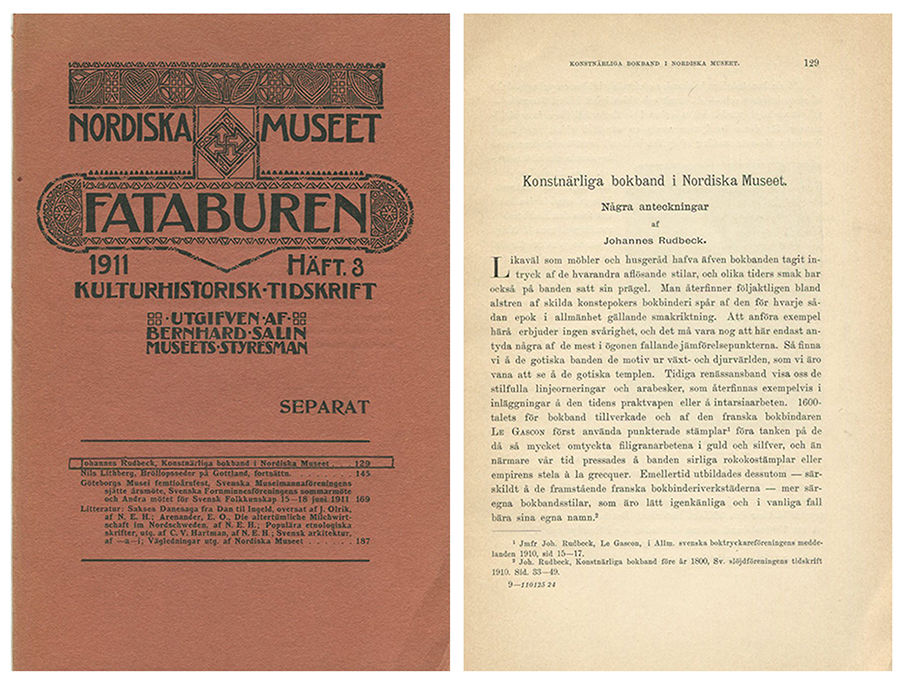 NORDISKA MUSEET
FATABUREN
1911 HÄFT. 3
KULTURHISTORISK·TIDSKRIFT
·UTGIFVEN·AF·
BERNHARD·SALIN
MUSEETS·STYRESMAN
SEPARAT
Johannes Rudbeck, Konstnärliga bokband i Nordiska Museet . . 129
Nils Lithberg, Bröllopsseder på Gottland, fortsättn. . . . 145
Göteborgs Musei femtioårsfest, Svenska Museimannaföreningens
sjätte årsmöte, Svenska Fornminnesföreningens sommarmöte
och Andra mötet för Svensk Folkkunskap 15—18 juni 1911 169
Litteratur: Sakses Danesaga fra Dan til Ingeld, oversat af J. Olrik,
af N. E. H.; Arenander, E. O., Die altertümliche Milchwirt-
schaft im Nordschweden, af N. E. H.; Populära etnologiska
skrifter, utg. af C. V. Hartman, af N. E. H.; Svensk arkitektur,
af —a—i; Vägledningar utg. af Nordiska Museet . . . . . . 187
KONSTNÄRLIGA BOKBAND I NORDISKA MUSEET. 129
Konstnärliga bokband i Nordiska Museet.
Några anteckningar
af
Johannes Rudbeck.
Likaväl som möbler och husgeråd hafva äfven bokbanden tagit in-
tryck af de hvarandra aflösande stilar, och olika tiders smak har
också på banden satt sin prägel. Man återfinner följaktligen bland
alstren af skilda konstepokers bokbinderi spår af den för hvarje så-
dan epok i allmänhet gällande smakriktning. Att anföra exempel
härå erbjuder ingen svårighet, och det må vara nog att här endast an-
tyda några af de mest i ögonen fallande jämförelsepunkterna. Så finna
vi å de gotiska banden de motiv ur växt- och djurvärlden, som vi äro
vana att se å de gotiska templen. Tidiga renässansband visa oss de
stilfulla linjeorneringar och arabesker, som återfinnas exempelvis i
inläggningar å den tidens praktvapen eller å intarsiaarbeten. 1600-
talets för bokband tillverkade och af den franska bokbindaren
LE GASCON först använda punkterade stämplar¹ föra tanken på de
då så mycket omtyckta filigranarbetena i guld och silfver, och än
närmare vår tid pressades å banden sirliga rokokostämplar eller
empirens stela à la grecquer. Emellertid utbildades dessutom — sär-
skildt å de framstående franska bokbinderiverkstäderna — mer sä-
egna bokbandsstilar, som äro lätt igenkänliga och i vanliga fall
bära sina egna namn.²
¹ Jmfr Joh. Rudbeck, Le Gascon, i Allm. svenska boktryckareföreningens medde-
landen 1910, sid 15—17.
² Joh. Rudbeck, Konstnärliga bokband före år 1800, Sv. slöjdföreningens tidskrift
1910. Sid. 33—49.
9—110125 24